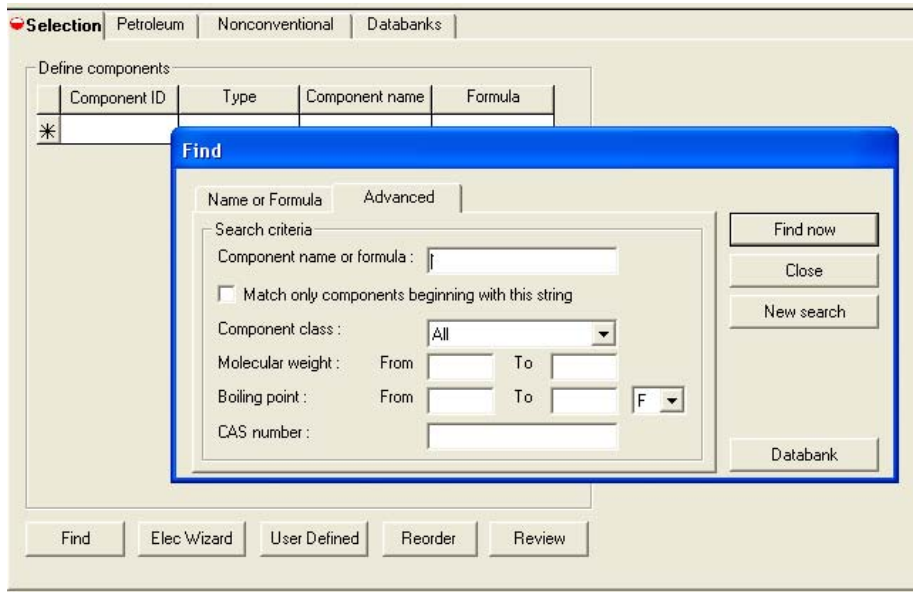 Selection Petroleum Nonconventional Databanks
Define components
Component ID Type Component name Formula
Find
Name or Formula Advanced
Search criteria
Component name or formula :
Match only components beginning with this string
Component class : All
Molecular weight : From To
Boiling point : From To F
CAS number :
Find now
Close
New search
Databank
Find Elec Wizard User Defined Reorder Review